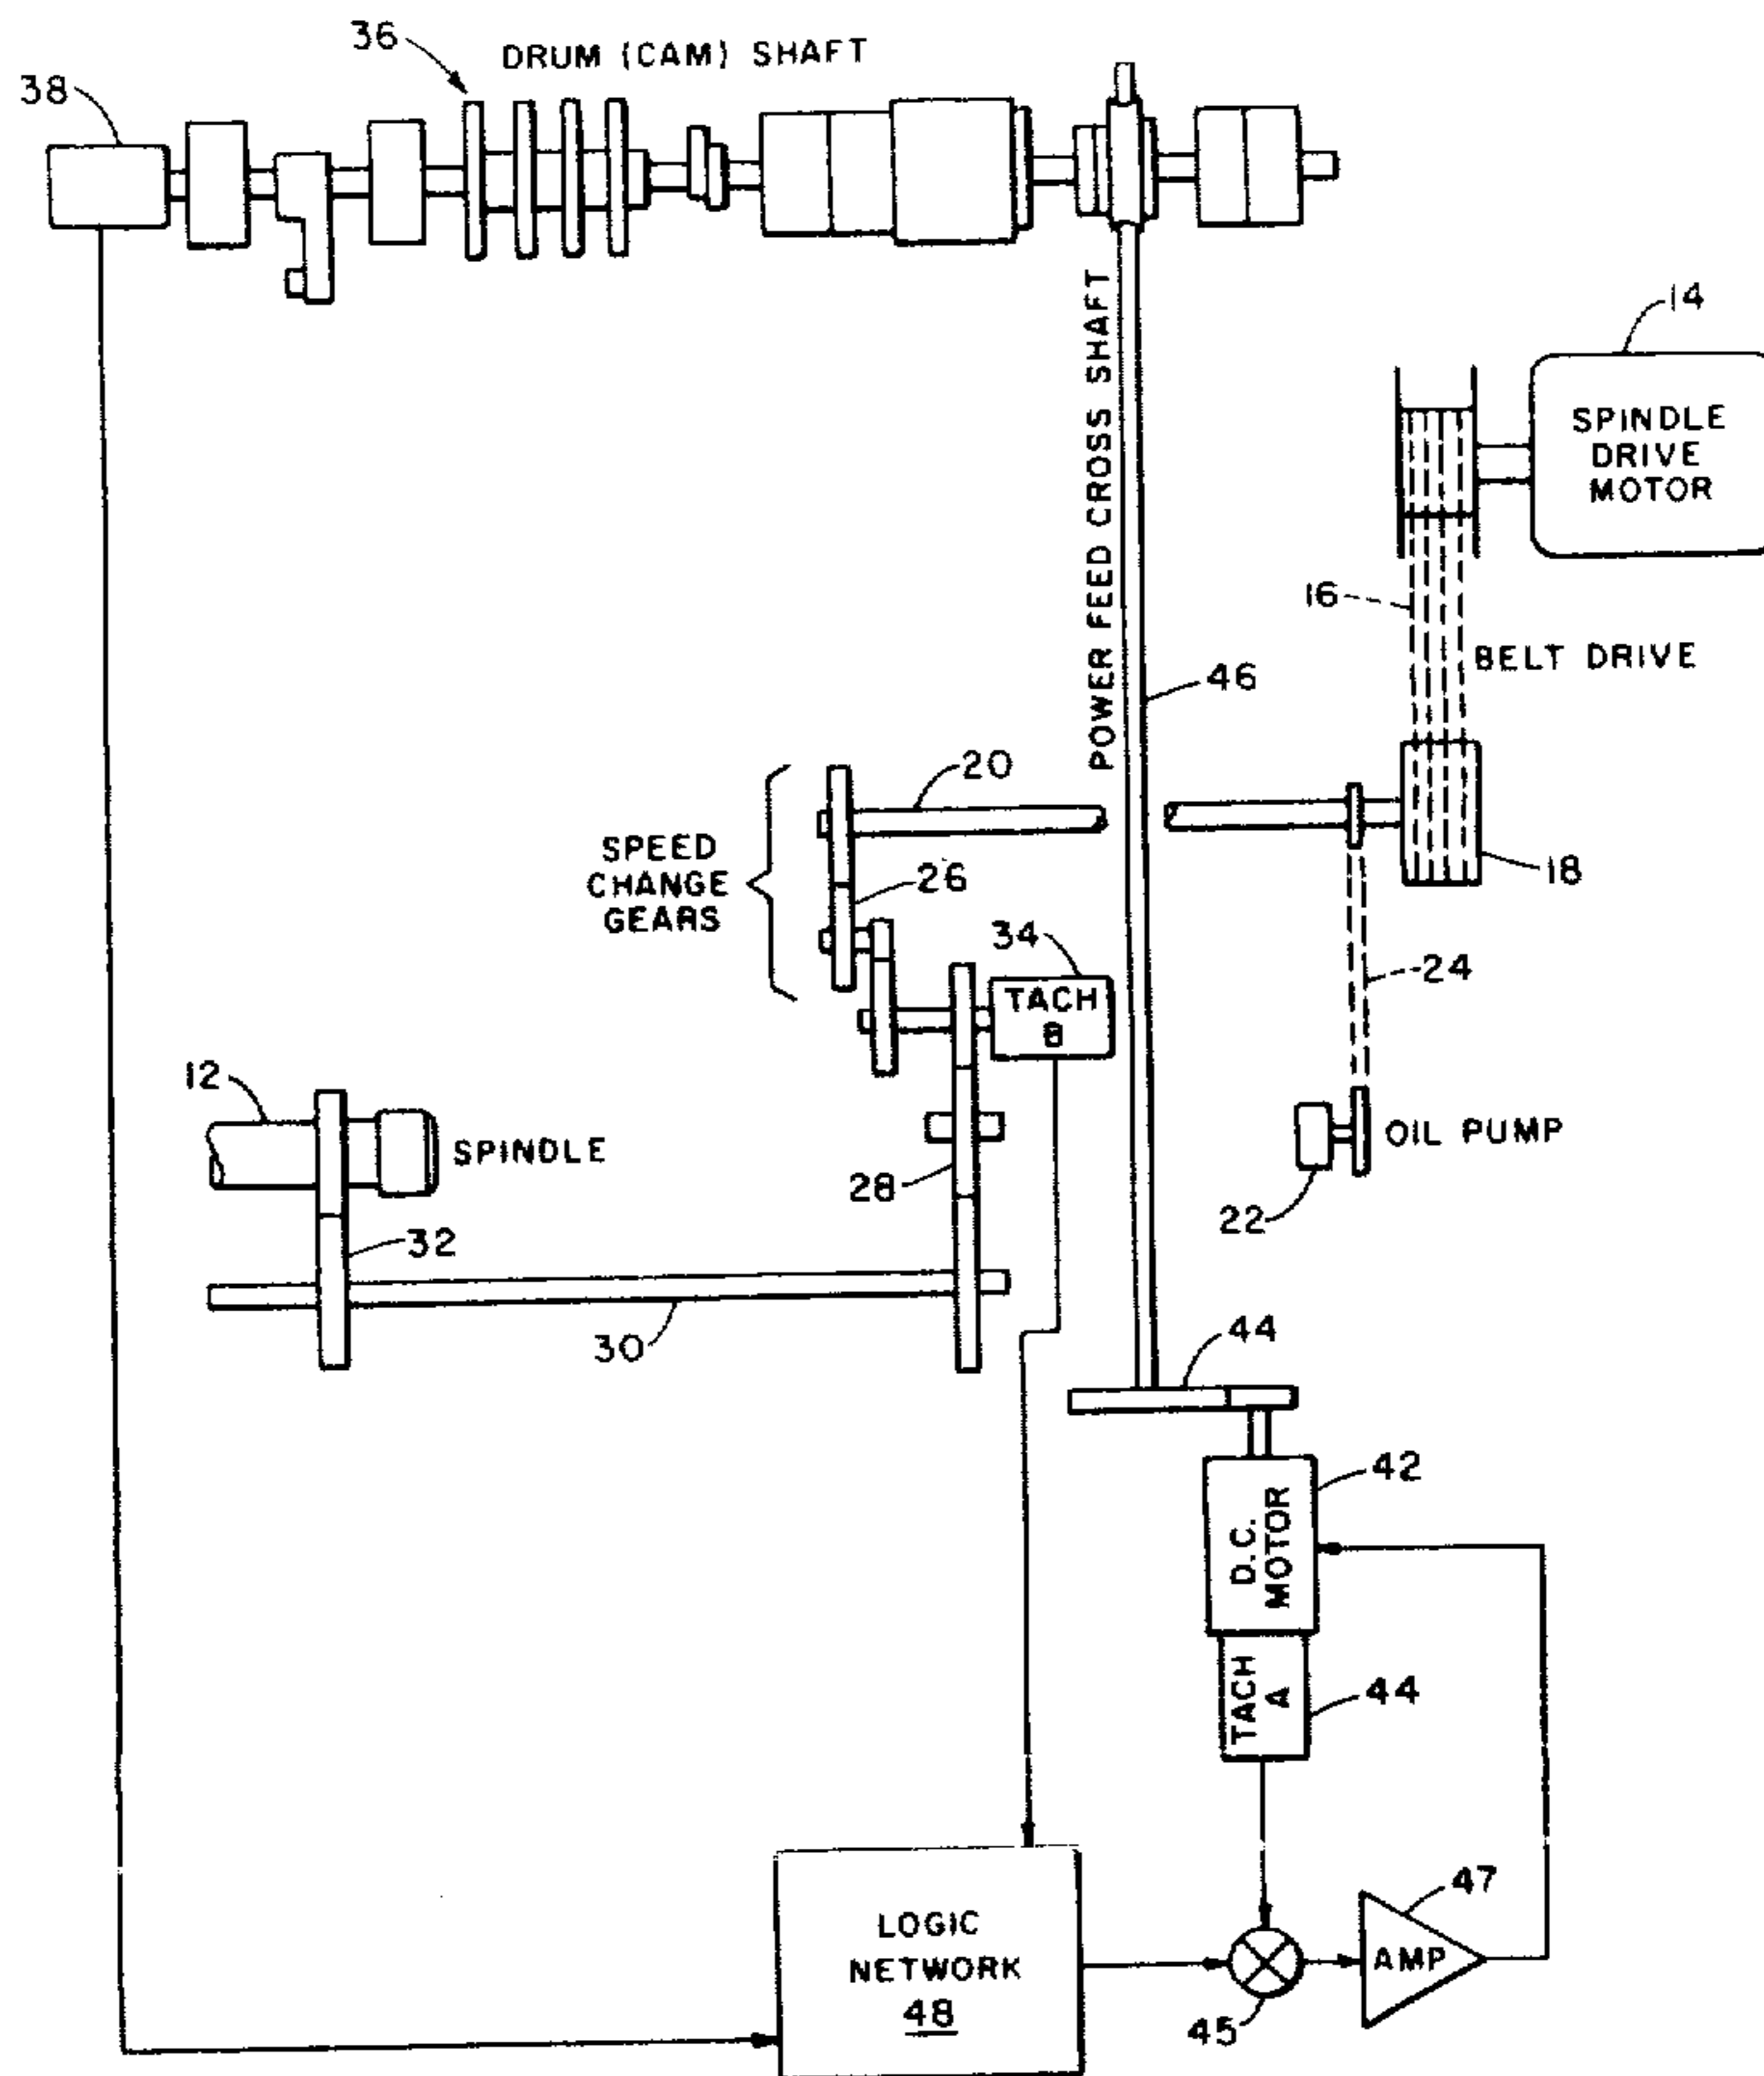 36
DRUM (CAM) SHAFT
38
14
SPINDLE
DRIVE
MOTOR
POWER FEED CROSS SHAFT
16
BELT DRIVE
46
20
SPEED
CHANGE
GEARS
26
18
34
TACH
B
24
12
SPINDLE
28
OIL PUMP
22
32
30
44
42
D.C.
MOTOR
TACH
A
44
47
LOGIC
NETWORK
48
AMP
45